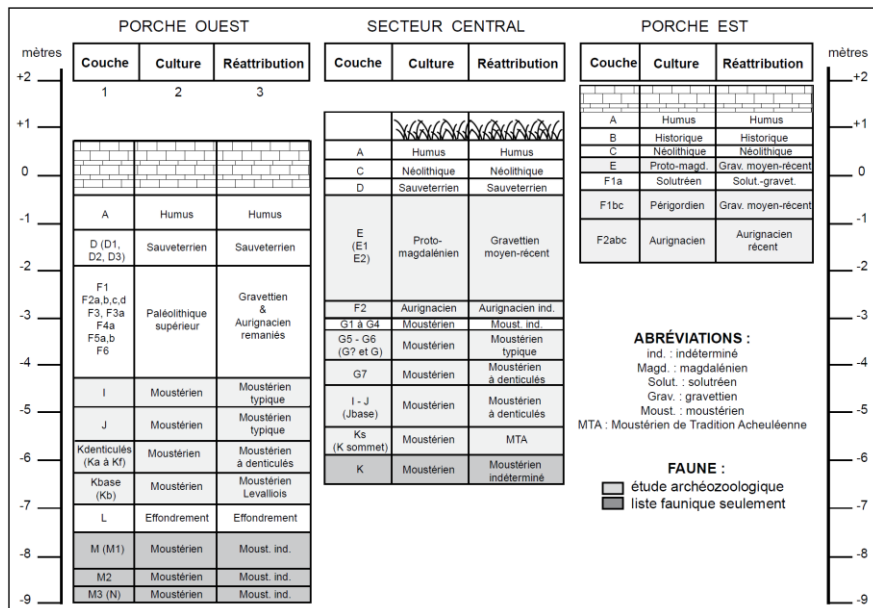 PORCHE OUEST
mètres
Couche Culture Réattribution
1 2 3
A Humus Humus
D (D1, D2, D3) Sauveterrien Sauveterrien
F1
F2a,b,c,d
F3, F3a
F4a
F5a,b
F6
Paléolithique
supérieur
Gravettien
&
Aurignacien
remaniés
I Moustérien Moustérien
typique
J Moustérien Moustérien
typique
Kdenticulés
(Ka à Kf)
Moustérien
Moustérien
à denticulés
Kbase
(Kb)
Moustérien
Moustérien
Levalliois
L Effondrement Effondrement
M (M1) Moustérien Moust. ind.
M2 Moustérien Moust. ind.
M3 (N) Moustérien Moust. ind.
+2
+1
0
-1
-2
-3
-4
-5
-6
-7
-8
-9
SECTEUR CENTRAL
Couche Culture Réattribution
A Humus Humus
C Néolithique Néolithique
D Sauveterrien Sauveterrien
E
(E1
E2)
Proto-
magdalénien
Gravettien
moyen-récent
F2 Aurignacien Aurignacien ind.
G1 à G4 Moustérien Moust. ind.
G5 - G6
(G? et G)
Moustérien
Moustérien
typique
G7 Moustérien Moustérien
à denticulés
I - J
(Jbase)
Moustérien
Moustérien
à denticulés
Ks
(K sommet)
Moustérien
MTA
K Moustérien Moustérien
indéterminé
PORCHE EST
mètres
Couche Culture Réattribution
A Humus Humus
B Historique Historique
C Néolithique Néolithique
E Proto-magd. Grav. moyen-récent
F1a Solutréen Solut.-gravet.
F1bc Périgordien Grav. moyen-récent
F2abc Aurignacien Aurignacien
récent
ABRÉVIATIONS :
ind. : indéterminé
Magd. : magdalénien
Solut. : solutréen
Grav. : gravettien
Moust. : moustérien
MTA : Moustérien de Tradition Acheuléenne
FAUNE :
étude archéozoologique
liste faunique seulement
+2
+1
0
-1
-2
-3
-4
-5
-6
-7
-8
-9